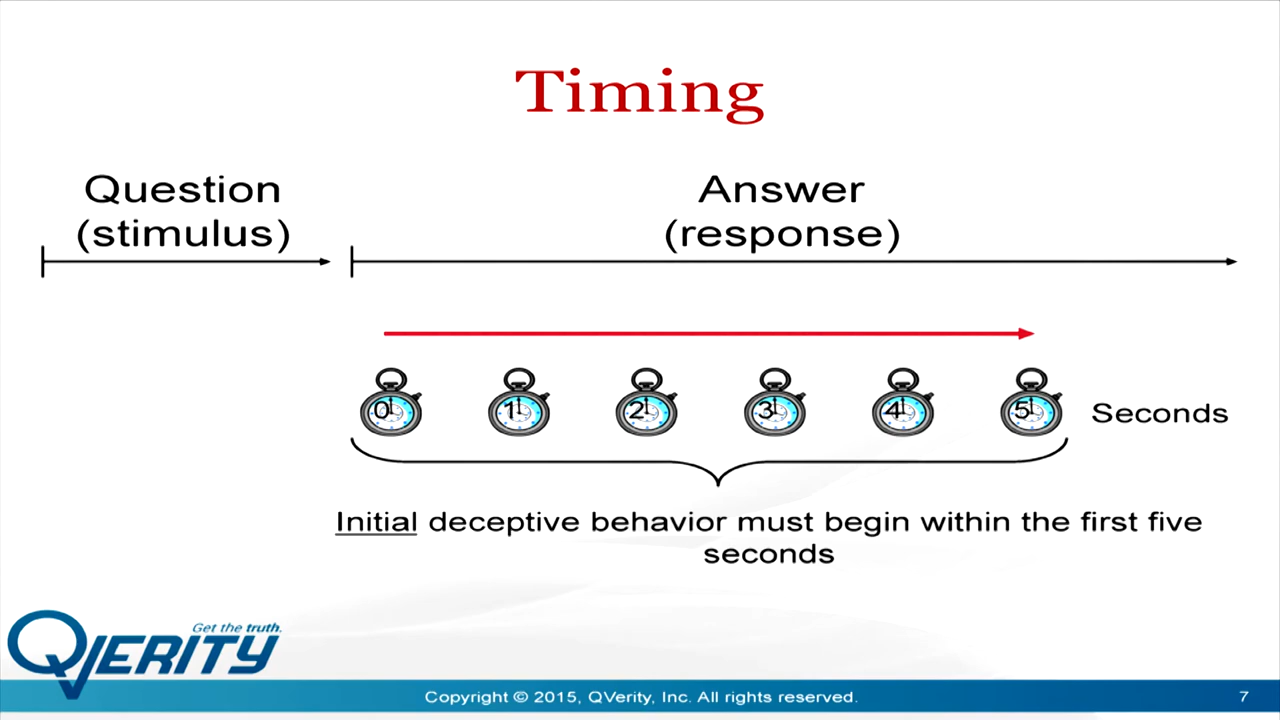 Timing
Question
(stimulus)
Answer
(response)
0 1 2 3 4 5 Seconds
Initial deceptive behavior must begin within the first five
seconds
Get the truth.
QVERITY
Copyright © 2015, QVerity, Inc. All rights reserved.
7